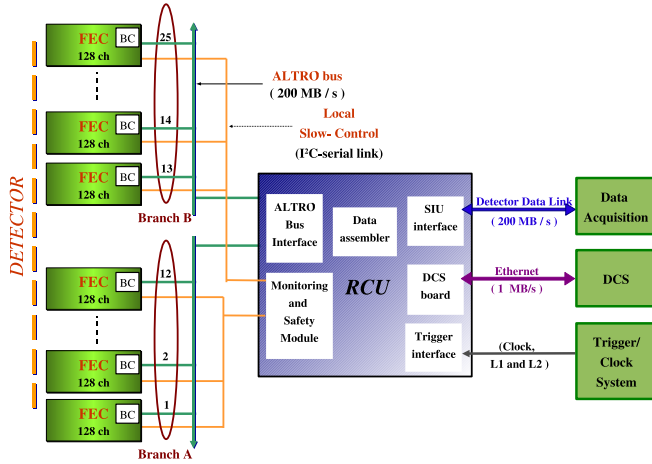 DETECTOR
FEC
BC
128 ch
25
FEC
BC
128 ch
14
FEC
BC
128 ch
13
Branch B
FEC
BC
128 ch
12
FEC
BC
128 ch
2
FEC
BC
128 ch
1
Branch A
ALTRO bus
( 200 MB / s )
Local
Slow- Control
(I²C-serial link)
ALTRO
Bus
Interface
Data
assembler
SIU
interface
RCU
Monitoring
and
Safety
Module
DCS
board
Trigger
interface
Detector Data Link
( 200 MB / s )
Ethernet
( 1 MB/s )
(Clock,
L1 and L2 )
Data
Acquisition
DCS
Trigger/
Clock
System